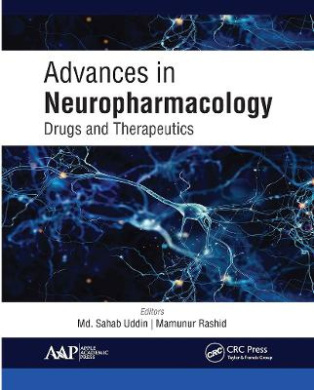 Advances in
Neuropharmacology
Drugs and Therapeutics
Editors
Md. Sahab Uddin | Mamunur Rashid
AAP
APPLE
ACADEMIC
PRESS
CRC
CRC Press
Taylor & Francis Group